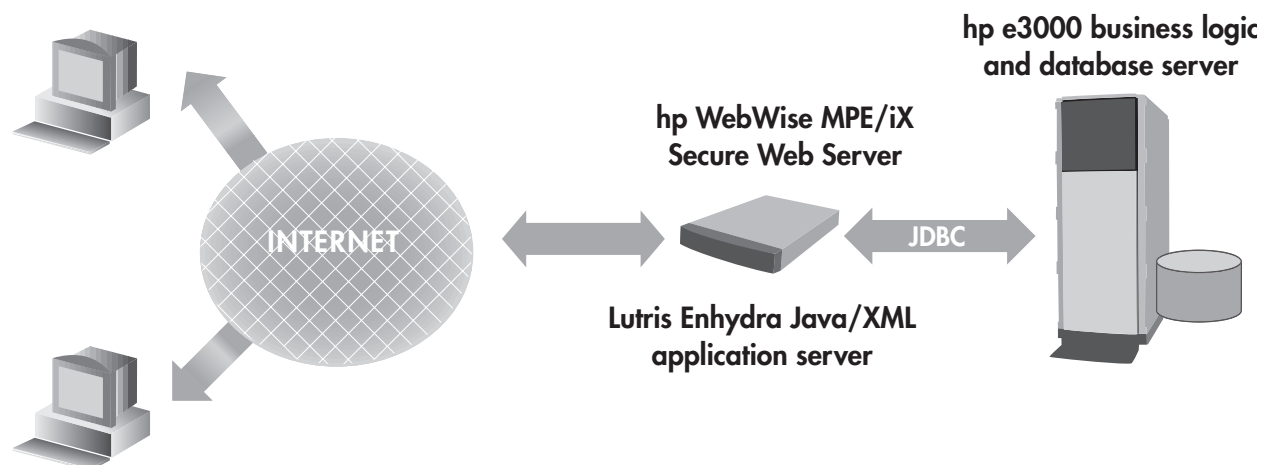 hp e3000 business logic
and database server
hp WebWise MPE/iX
Secure Web Server
INTERNET
JDBC
Lutris Enhydra Java/XML
application server